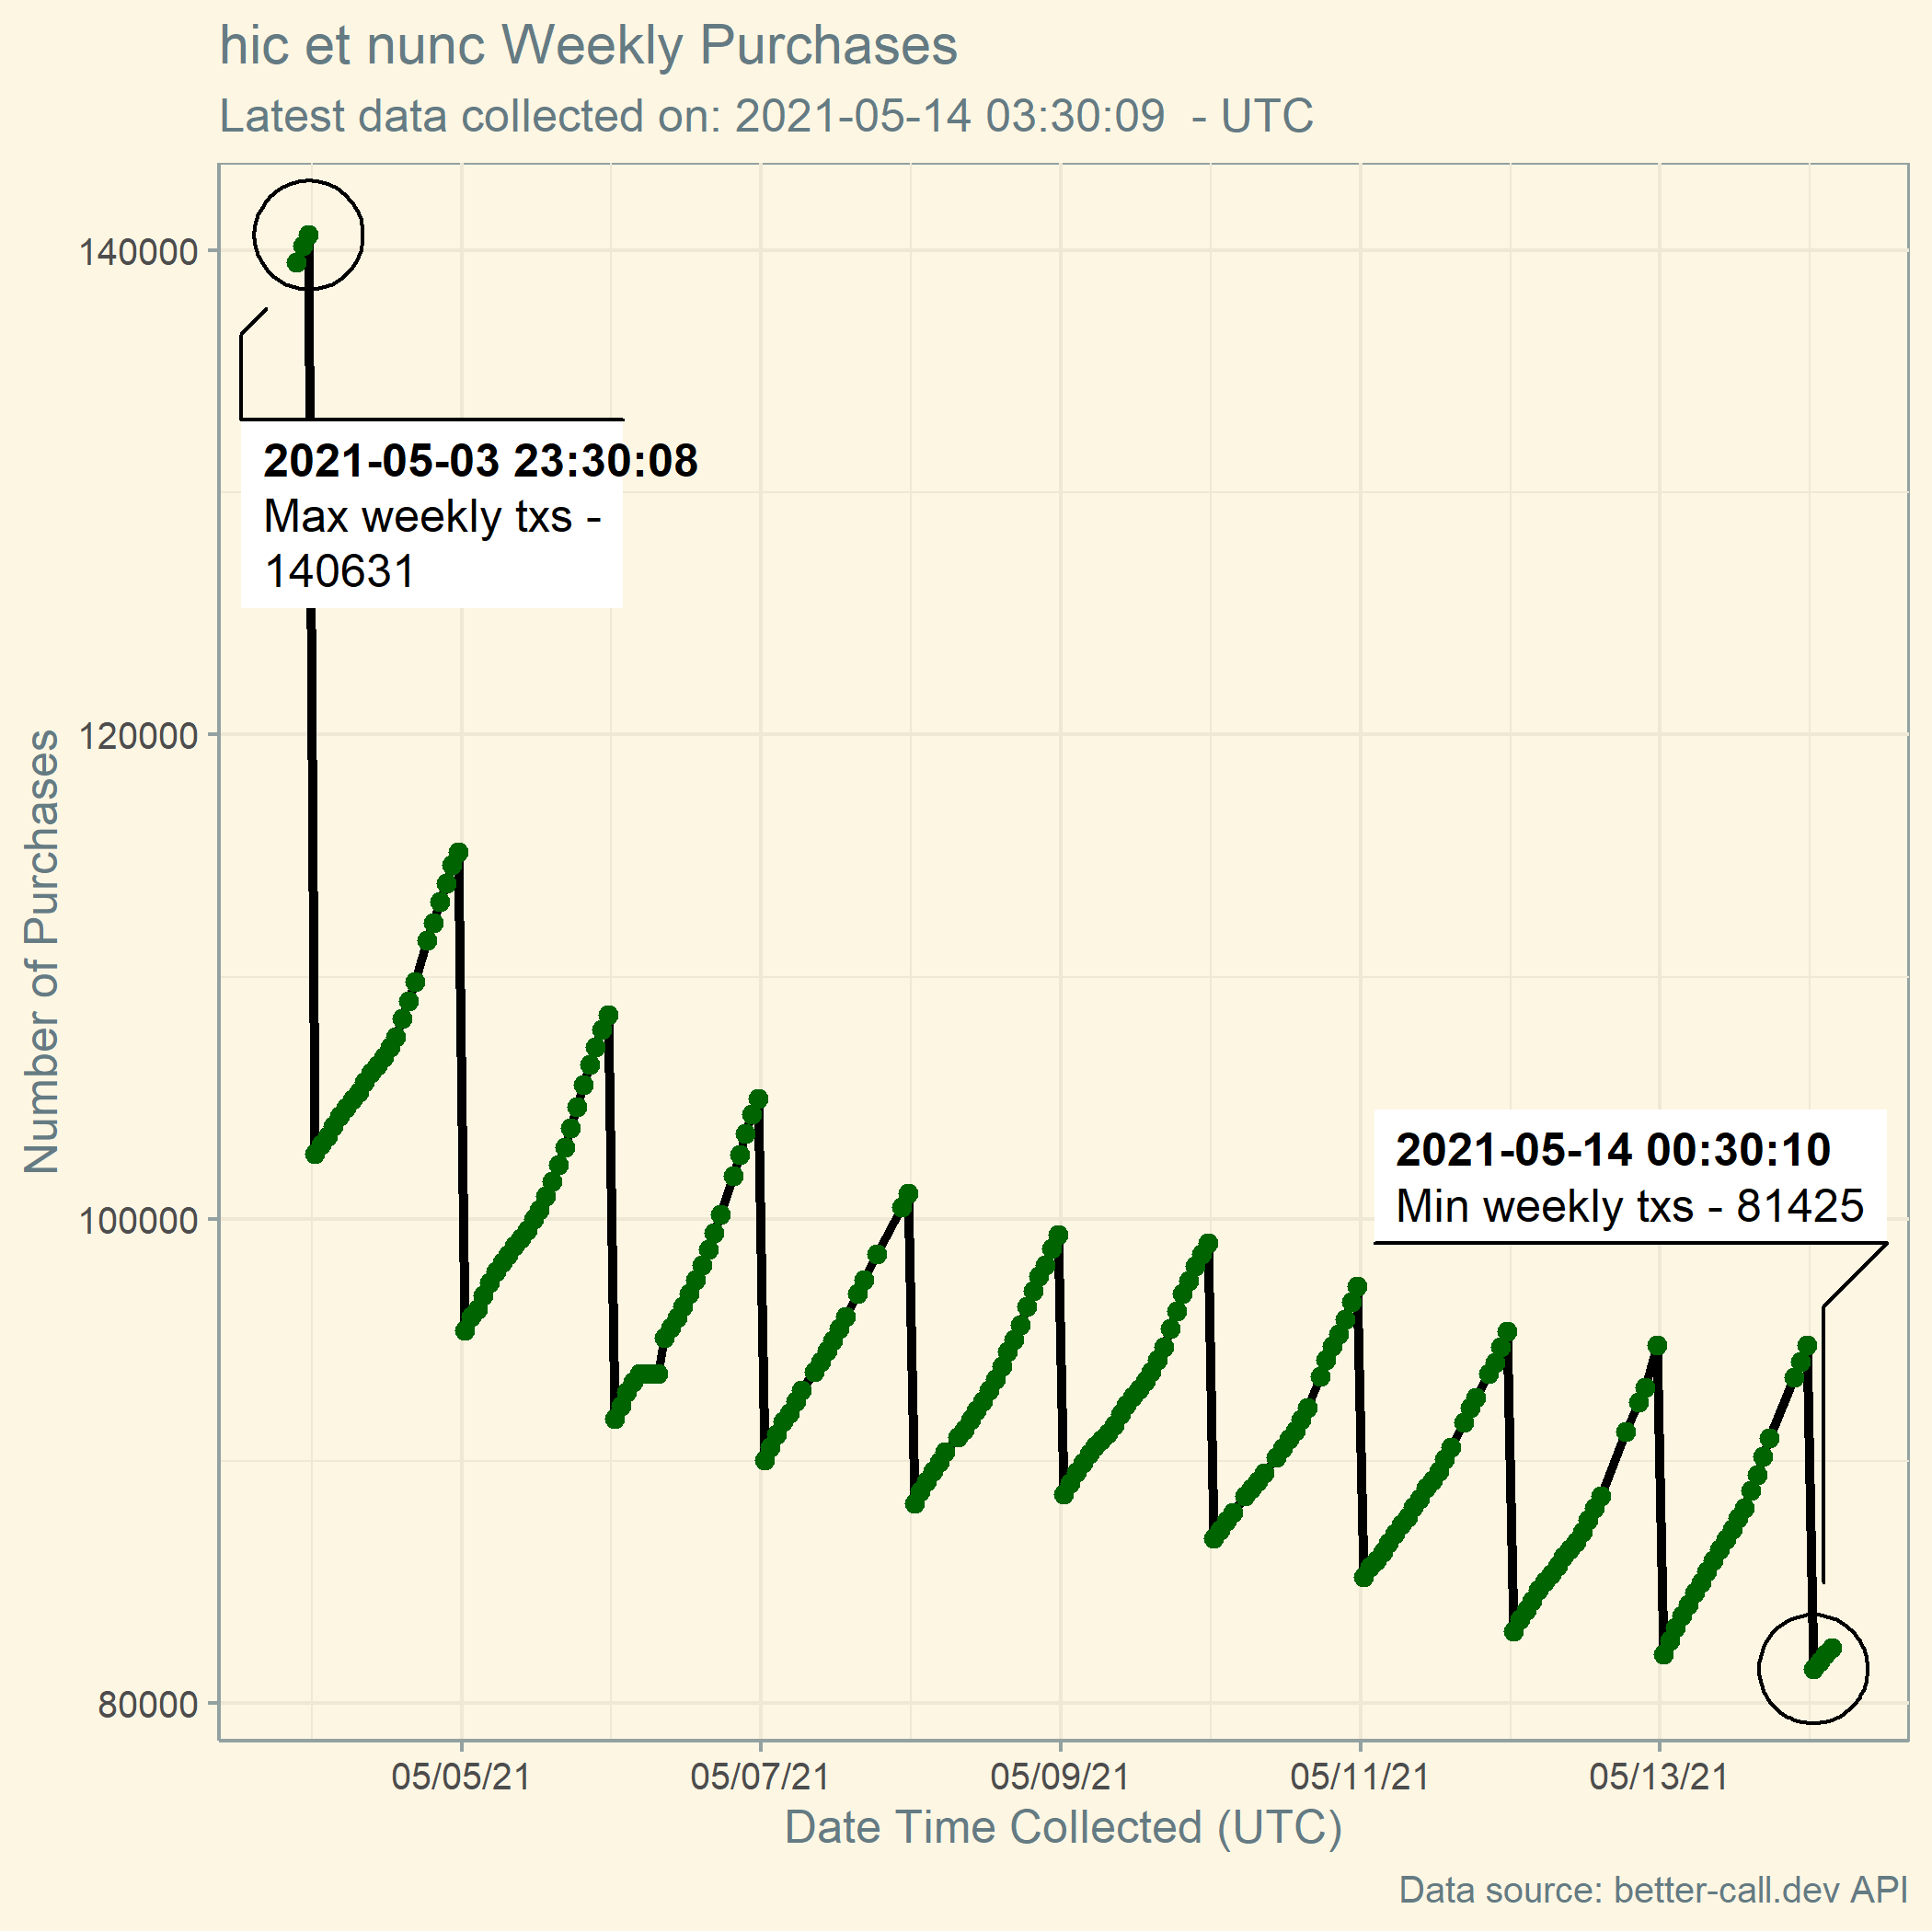 hic et nunc Weekly Purchases
Latest data collected on: 2021-05-14 03:30:09 - UTC
Number of Purchases
140000
120000
100000
80000
2021-05-03 23:30:08
Max weekly txs -
140631
2021-05-14 00:30:10
Min weekly txs - 81425
05/05/21
05/07/21
05/09/21
05/11/21
05/13/21
Date Time Collected (UTC)
Data source: better-call.dev API